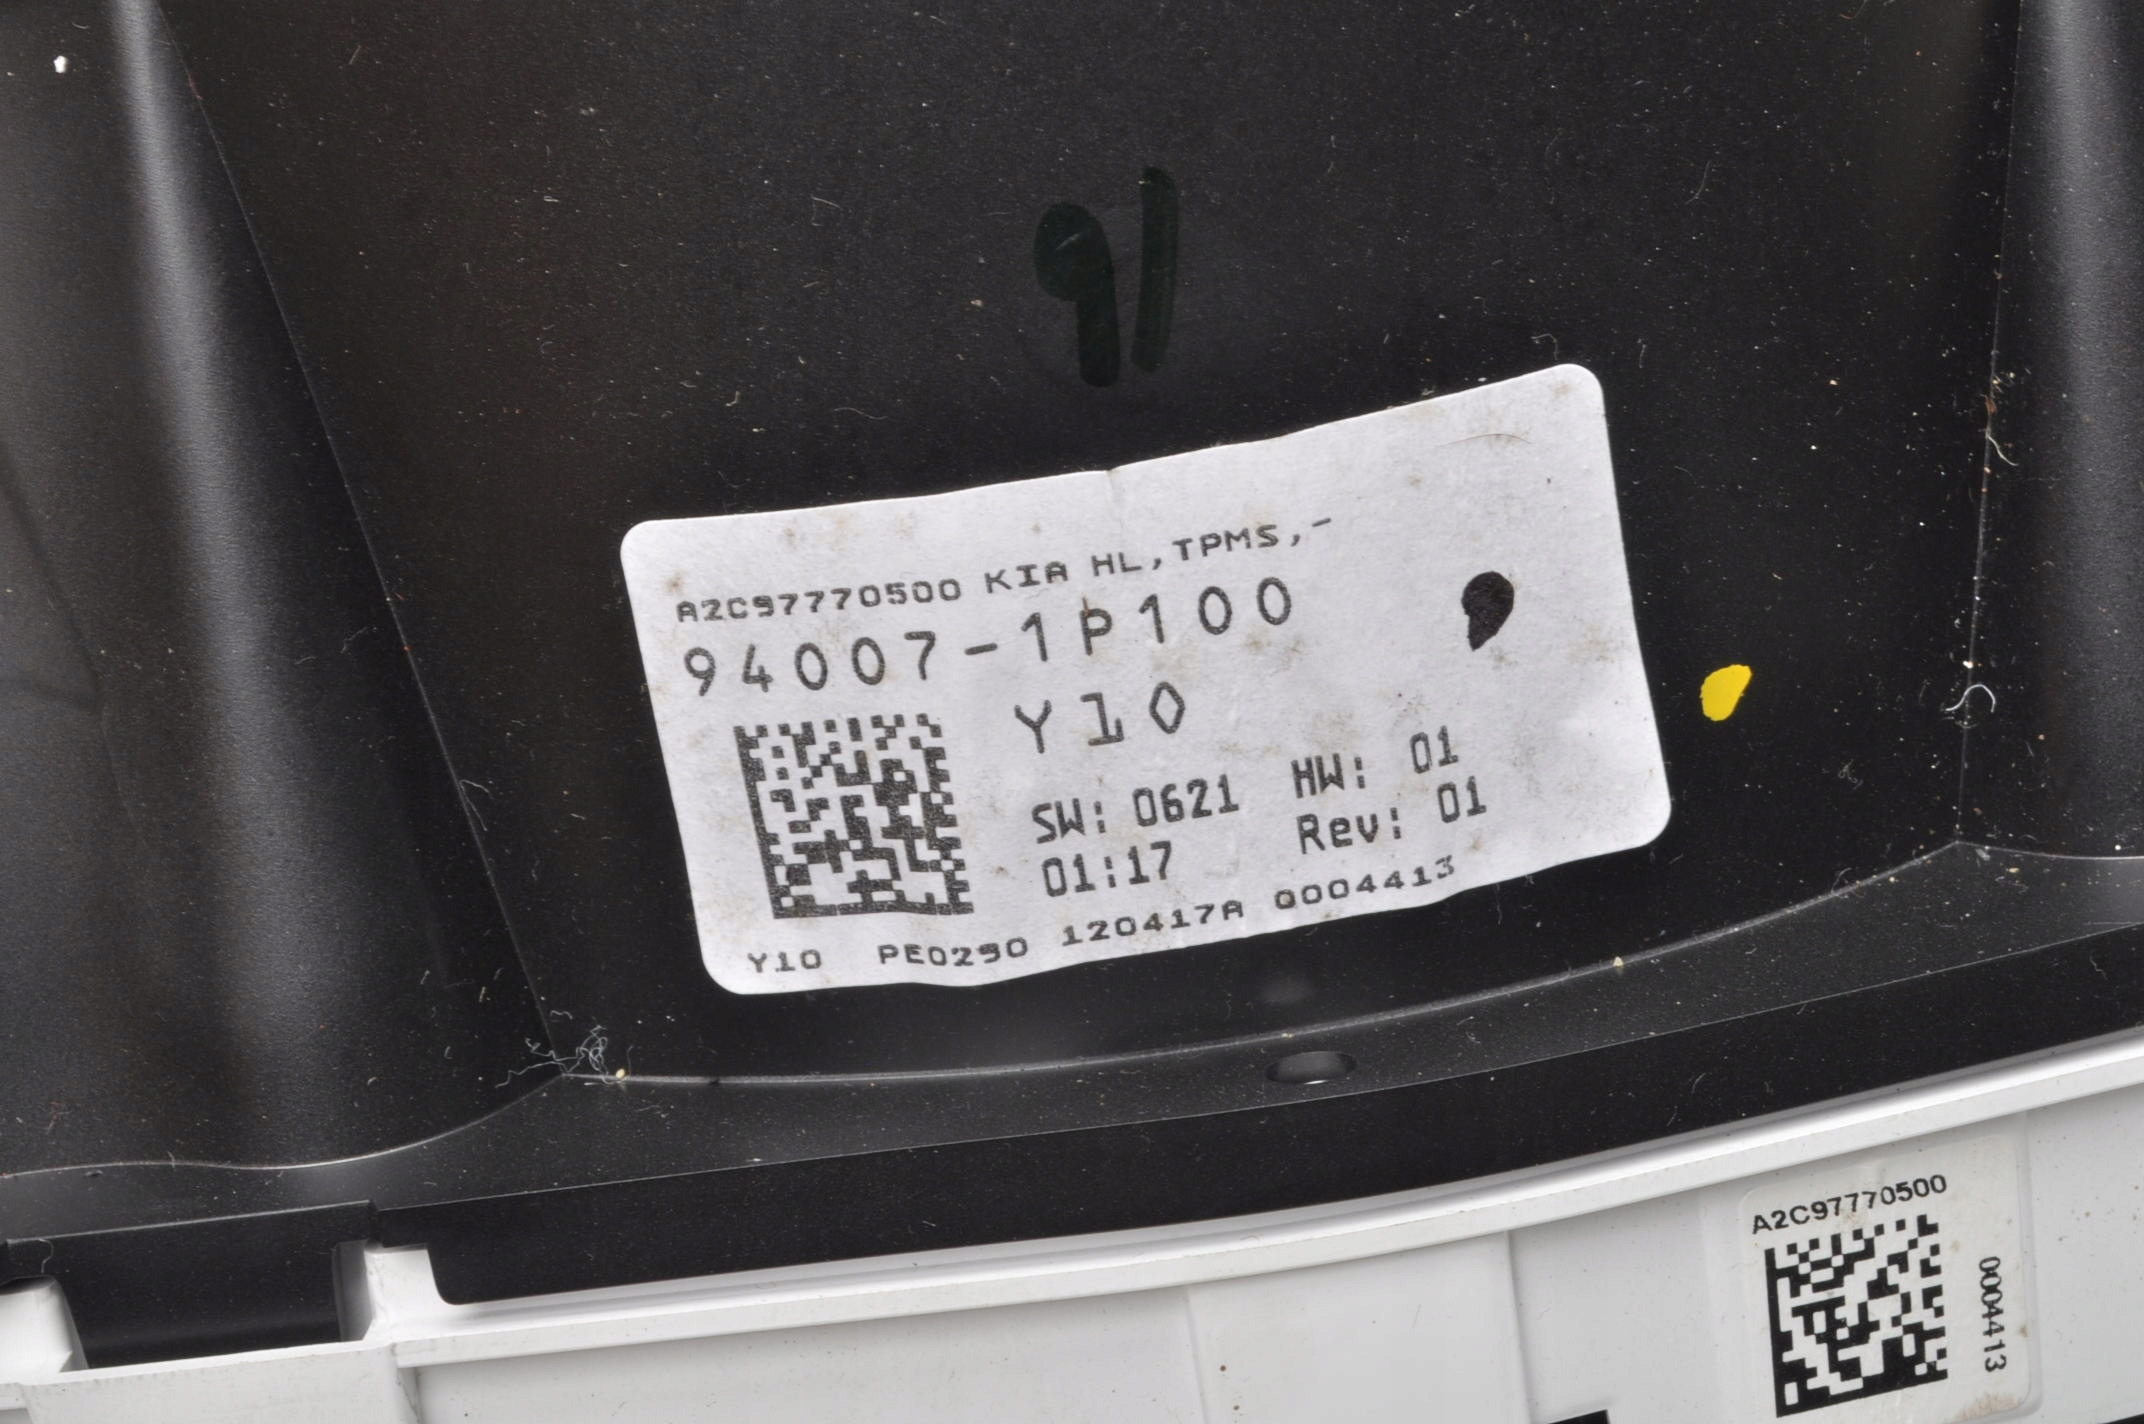 91
A2C97770500 KIA HL,TPMS,-
94007-1P100
Y10
SW: 0621 HW: 01
01:17 Rev: 01
Y10 PE0290 120417A 0004413
A2C97770500
0004413